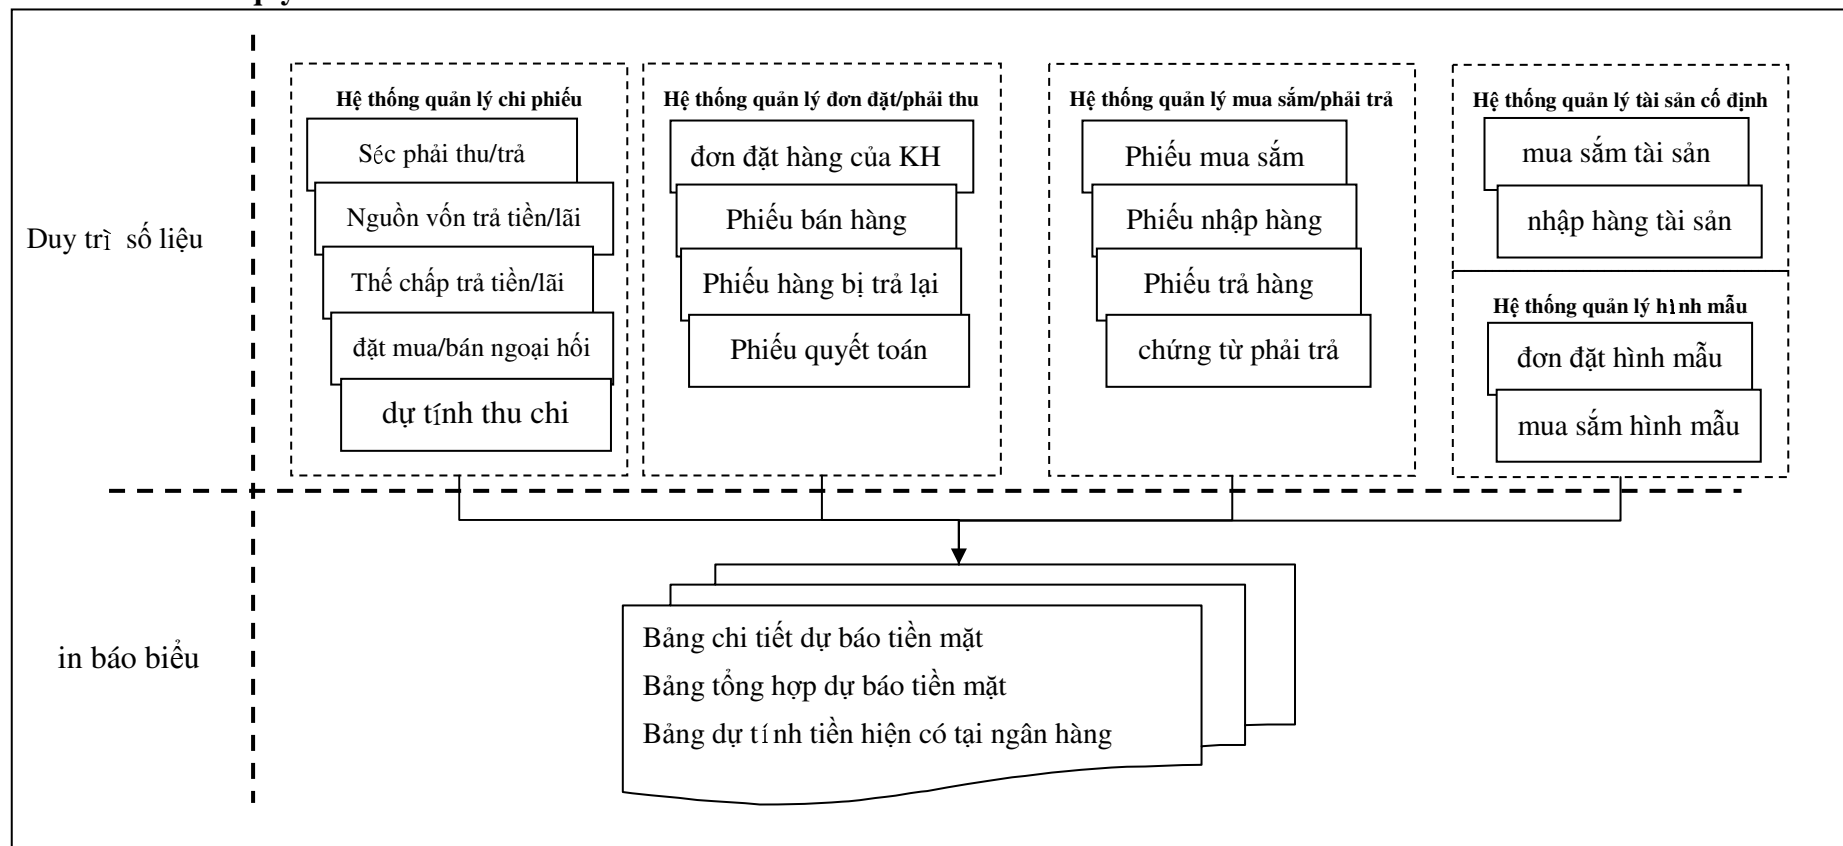 Hệ thống quản lý chi phiếu
Séc phải thu/trả
Nguồn vốn trả tiền/lãi
Thế chấp trả tiền/lãi
đặt mua/bán ngoại hối
dự tính thu chi
Hệ thống quản lý đơn đặt/phải thu
đơn đặt hàng của KH
Phiếu bán hàng
Phiếu hàng bị trả lại
Phiếu quyết toán
Hệ thống quản lý mua sắm/phải trả
Phiếu mua sắm
Phiếu nhập hàng
Phiếu trả hàng
chứng từ phải trả
Hệ thống quản lý tài sản cố định
mua sắm tài sản
nhập hàng tài sản
Hệ thống quản lý hình mẫu
đơn đặt hình mẫu
mua sắm hình mẫu
Duy trì số liệu
in báo biểu
Bảng chi tiết dự báo tiền mặt
Bảng tổng hợp dự báo tiền mặt
Bảng dự tính tiền hiện có tại ngân hàng